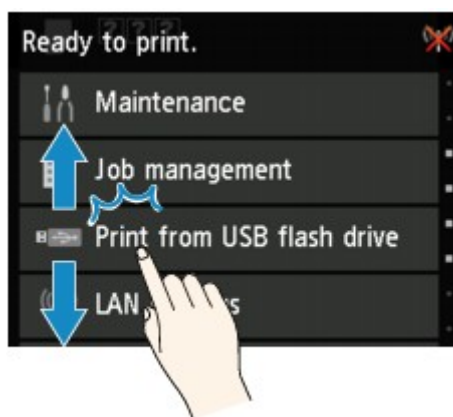 Ready to print.
Maintenance
Job management
Print from USB flash drive
LAN